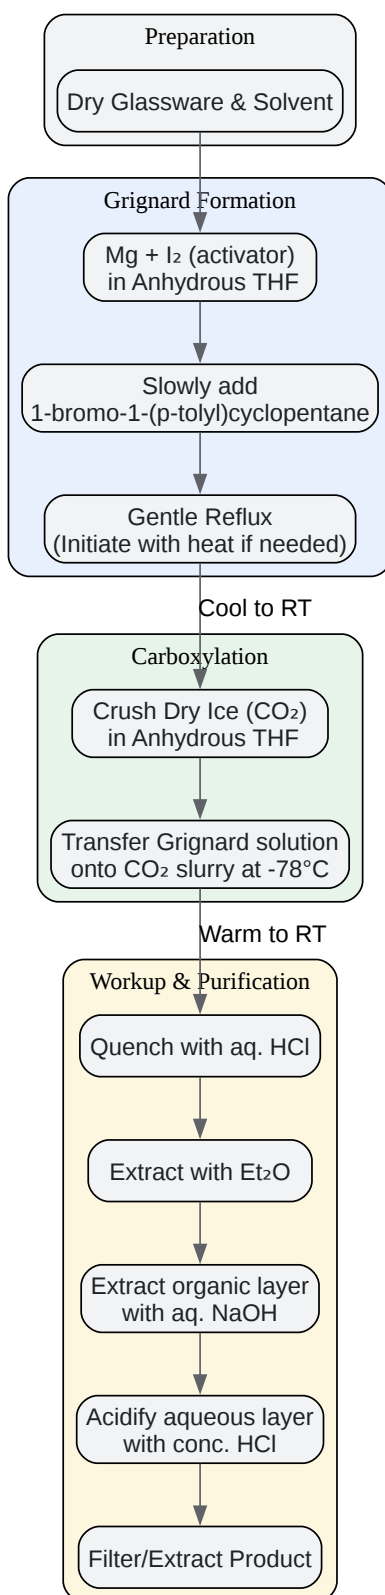 Preparation
Dry Glassware & Solvent
Grignard Formation
Mg + I₂ (activator)
in Anhydrous THF
Slowly add
1-bromo-1-(p-tolyl)cyclopentane
Gentle Reflux
(Initiate with heat if needed)
Cool to RT
Carboxylation
Crush Dry Ice (CO₂)
in Anhydrous THF
Transfer Grignard solution
onto CO₂ slurry at -78°C
Warm to RT
Workup & Purification
Quench with aq. HCl
Extract with Et₂O
Extract organic layer
with aq. NaOH
Acidify aqueous layer
with conc. HCl
Filter/Extract Product